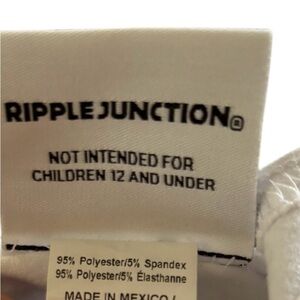 RIPPLE JUNCTION®
NOT INTENDED FOR
CHILDREN 12 AND UNDER
95% Polyester/5% Spandex
95% Polyester/5% Élasthanne
MADE IN MEXICO /